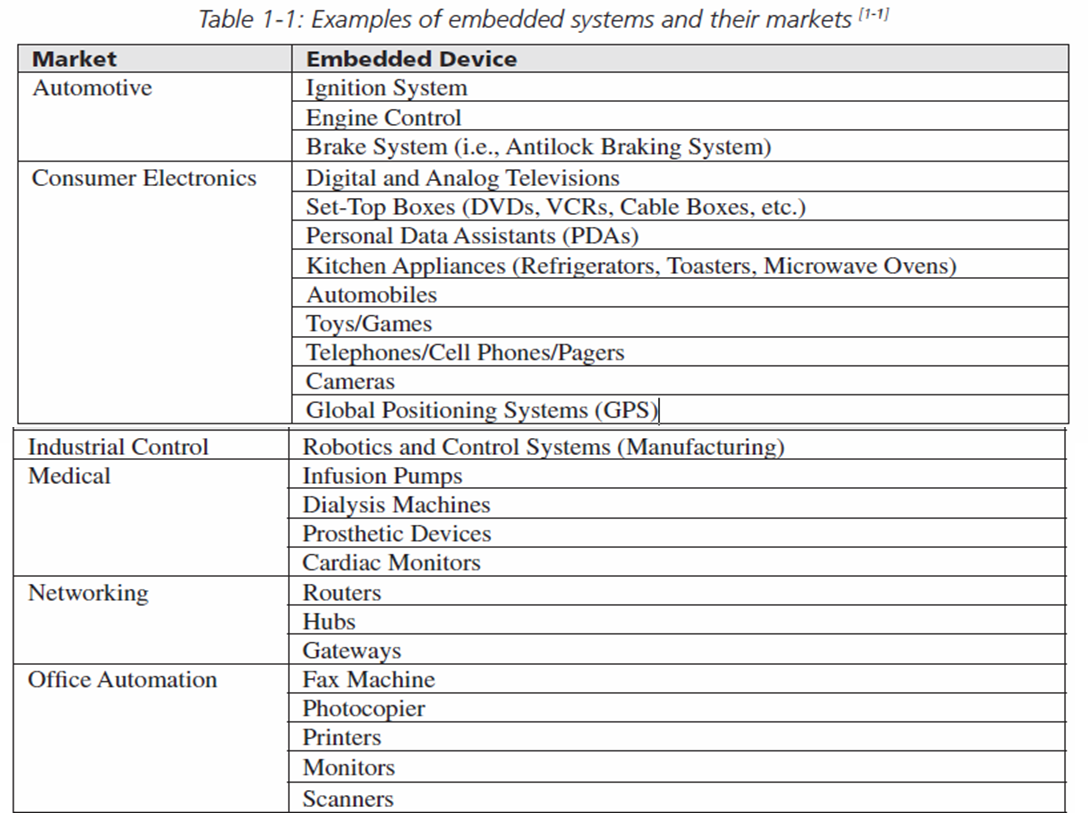 Table 1-1: Examples of embedded systems and their markets [1-1]
Market Embedded Device
Automotive Ignition System
Engine Control
Brake System (i.e., Antilock Braking System)
Consumer Electronics Digital and Analog Televisions
Set-Top Boxes (DVDs, VCRs, Cable Boxes, etc.)
Personal Data Assistants (PDAs)
Kitchen Appliances (Refrigerators, Toasters, Microwave Ovens)
Automobiles
Toys/Games
Telephones/Cell Phones/Pagers
Cameras
Global Positioning Systems (GPS)
Industrial Control Robotics and Control Systems (Manufacturing)
Medical Infusion Pumps
Dialysis Machines
Prosthetic Devices
Cardiac Monitors
Networking Routers
Hubs
Gateways
Office Automation Fax Machine
Photocopier
Printers
Monitors
Scanners